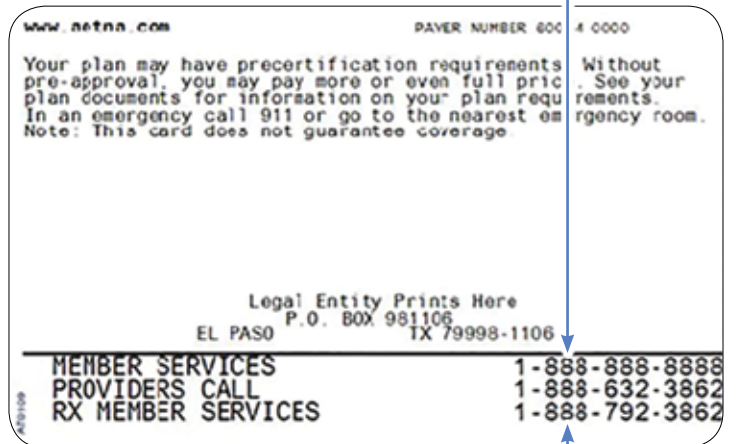 www.aetna.com PAYER NUMBER 600 4 0000
Your plan may have precertification requirements. Without
pre-approval, you may pay more or even full pric . See your
plan documents for information on your plan requ rements.
In an emergency call 911 or go to the nearest em rgency room.
Note: This card does not guarantee coverage.
Legal Entity Prints Here
P.O. BOX 981106
EL PASO TX 79998-1106
MEMBER SERVICES 1-888-888-8888
PROVIDERS CALL 1-888-632-3862
RX MEMBER SERVICES 1-888-792-3862